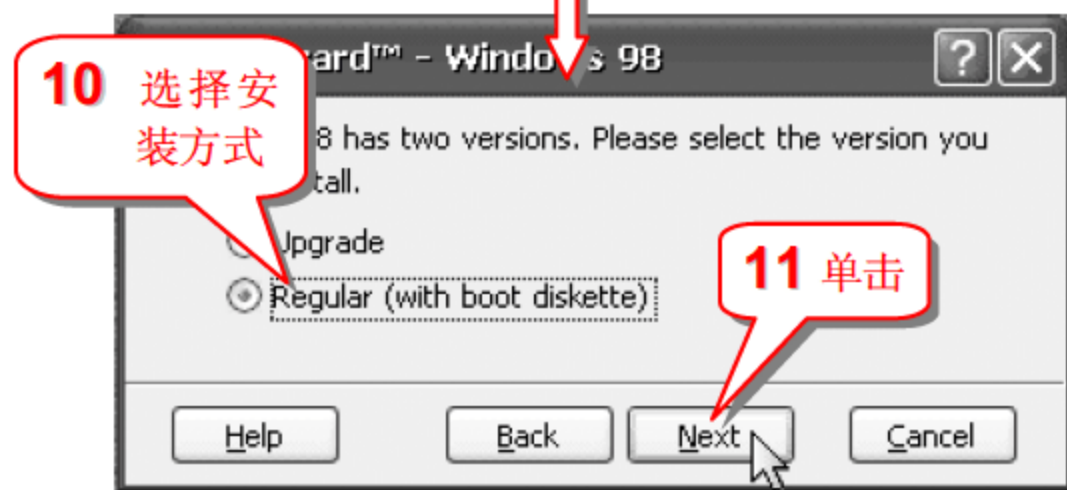 ard™ - Windo s 98
10 选择安
装方式
8 has two versions. Please select the version you
tall.
Upgrade
Regular (with boot diskette)
11 单击
Help Back Next Cancel